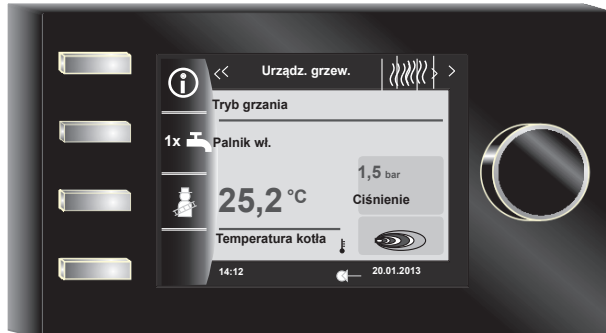 << Urządz. grzew. >
Tryb grzania
1x Palnik wł.
1,5 bar
25,2 °C Ciśnienie
Temperatura kotła
14:12 20.01.2013